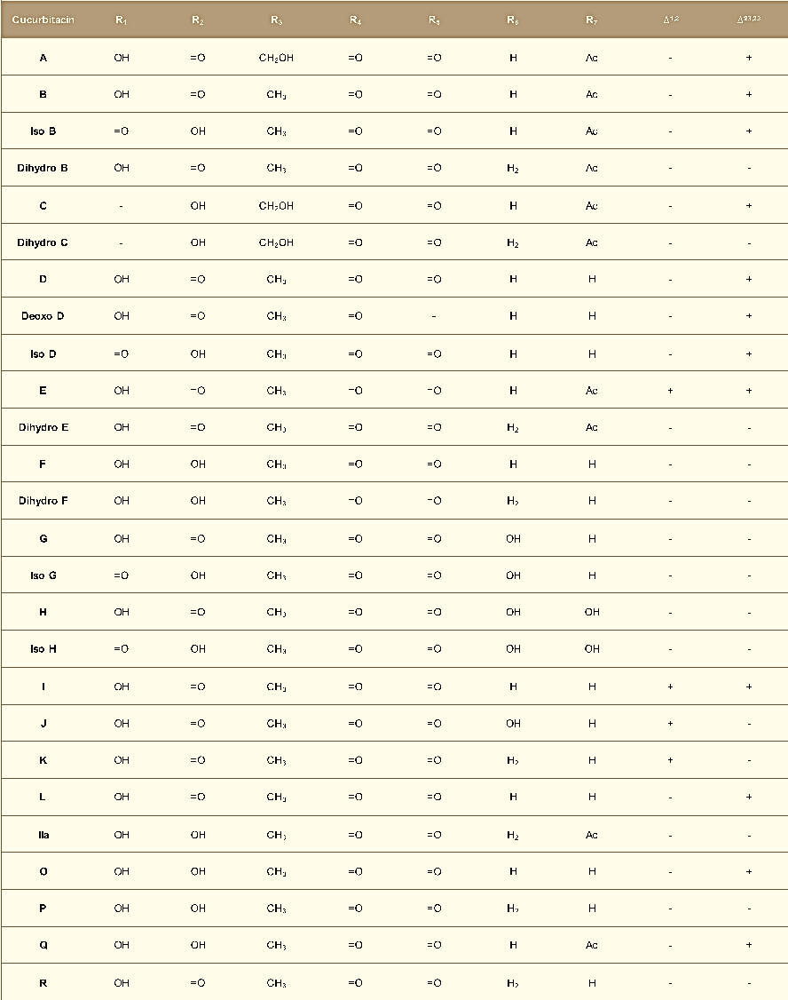 Cucurbitacin R₁ R₂ R₃ R₄ R₅ R₆ R₇ Δ¹,² Δ²³,²³
A OH =O CH₂OH =O =O H Ac - +
B OH =O CH₃ =O =O H Ac - +
Iso B =O OH CH₃ =O =O H Ac - +
Dihydro B OH =O CH₃ =O =O H₂ Ac - -
C - OH CH₂OH =O =O H Ac - +
Dihydro C - OH CH₂OH =O =O H₂ Ac - -
D OH =O CH₃ =O =O H H - +
Deoxo D OH =O CH₃ =O - H H - +
Iso D =O OH CH₃ =O =O H H - +
E OH =O CH₃ =O =O H Ac + +
Dihydro E OH =O CH₃ =O =O H₂ Ac - -
F OH OH CH₃ =O =O H H - -
Dihydro F OH OH CH₃ =O =O H₂ H - -
G OH =O CH₃ =O =O OH H - -
Iso G =O OH CH₃ =O =O OH H - -
H OH =O CH₃ =O =O OH OH - -
Iso H =O OH CH₃ =O =O OH OH - -
I OH =O CH₃ =O =O H H + +
J OH =O CH₃ =O =O OH H + -
K OH =O CH₃ =O =O H₂ H + -
L OH =O CH₃ =O =O H H - +
IIa OH OH CH₃ =O =O H₂ Ac - -
O OH OH CH₃ =O =O H H - +
P OH OH CH₃ =O =O H₂ H - -
Q OH OH CH₃ =O =O H Ac - +
R OH =O CH₃ =O =O H₂ H - -